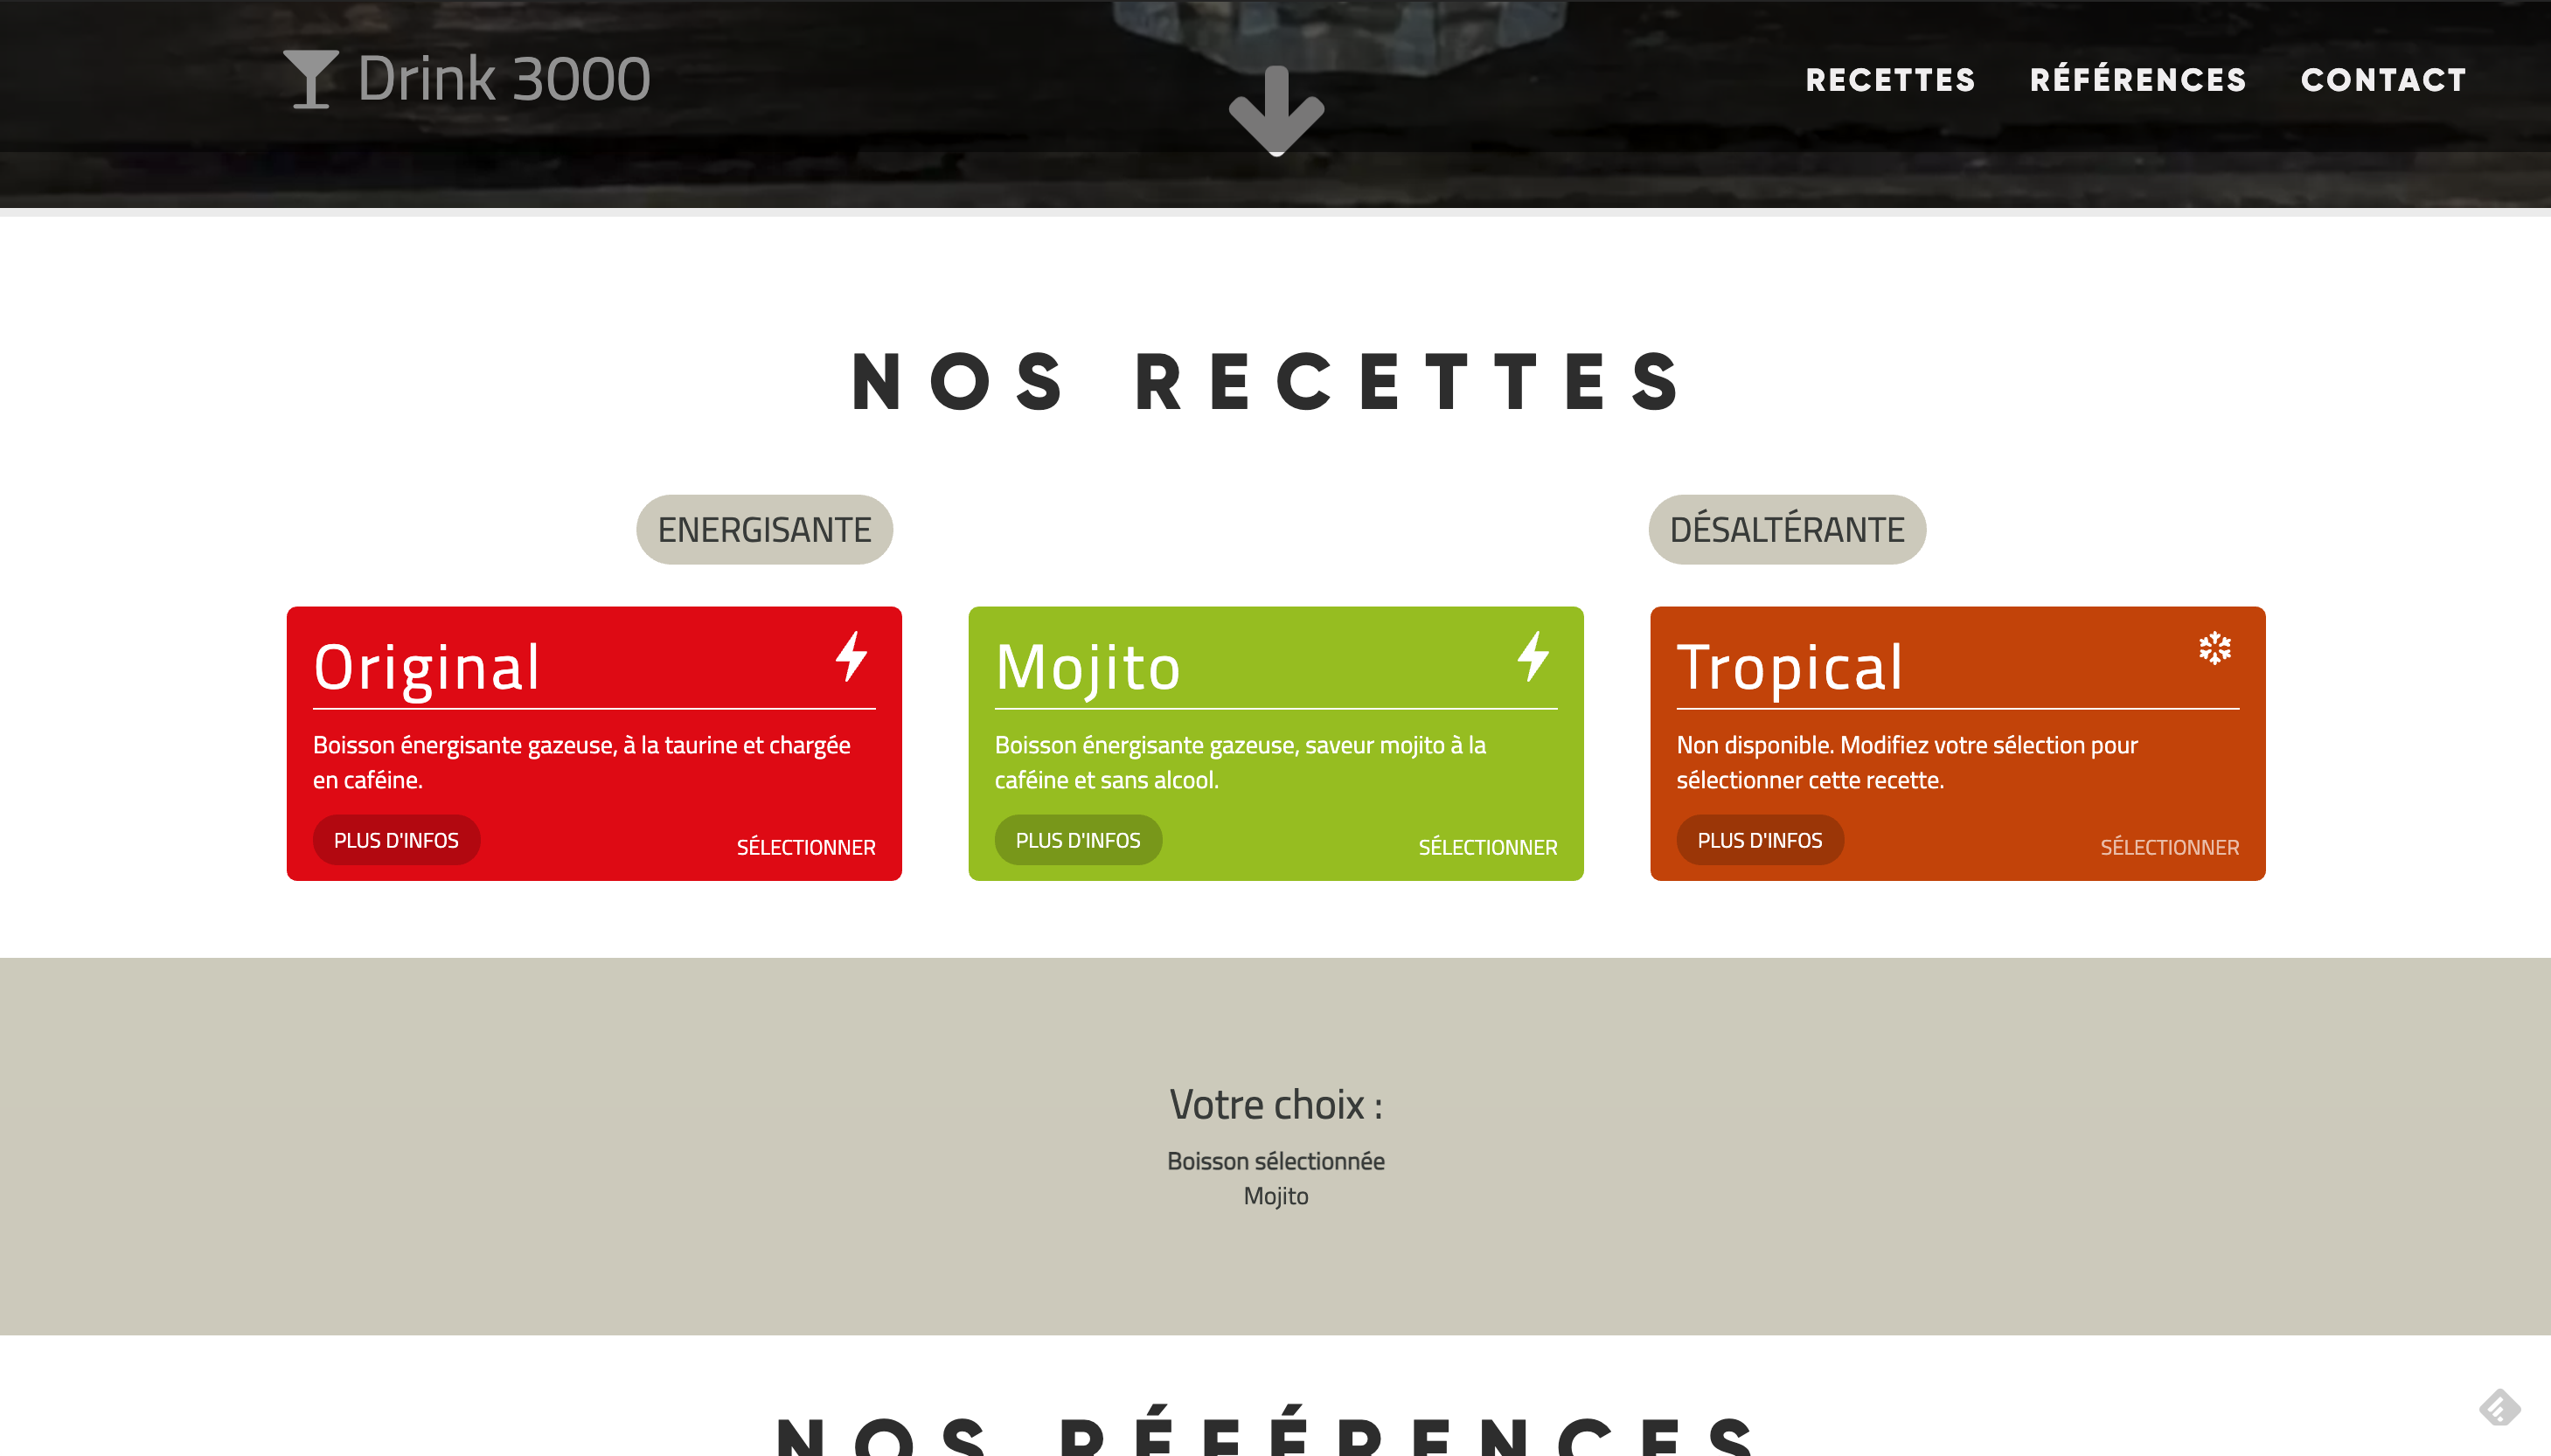 Drink 3000
RECETTES RÉFÉRENCES CONTACT
NOS RECETTES
ENERGISANTE
DÉSALTÉRANTE
Original
Boisson énergisante gazeuse, à la taurine et chargée
en caféine.
PLUS D'INFOS
SÉLECTIONNER
Mojito
Boisson énergisante gazeuse, saveur mojito à la
caféine et sans alcool.
PLUS D'INFOS
SÉLECTIONNER
Tropical
Non disponible. Modifiez votre sélection pour
sélectionner cette recette.
PLUS D'INFOS
SÉLECTIONNER
Votre choix :
Boisson sélectionnée
Mojito
NOS RÉFÉRENCES